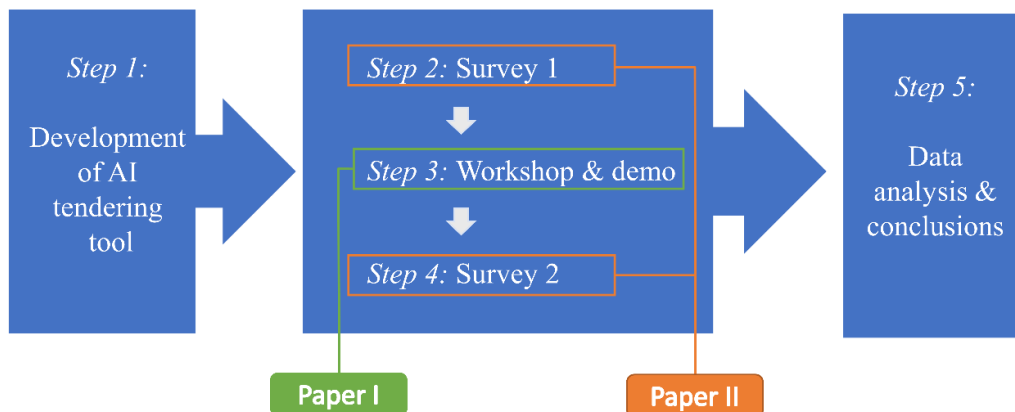 Step 1:
Development
of AI
tendering
tool
Step 2: Survey 1
Step 3: Workshop & demo
Step 4: Survey 2
Step 5:
Data
analysis &
conclusions
Paper I
Paper II